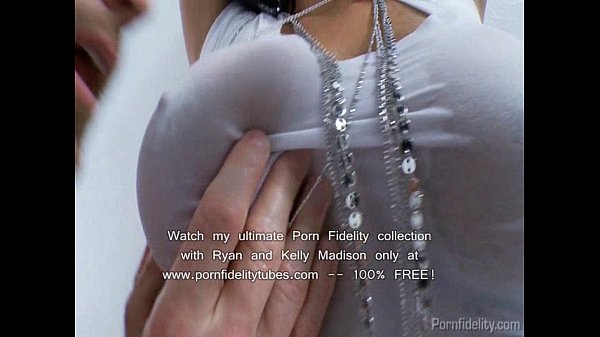 Watch my ultimate Porn Fidelity collection
with Ryan and Kelly Madison only at
www.pornfidelitytubes.com -- 100% FREE!
Pornfidelity.com